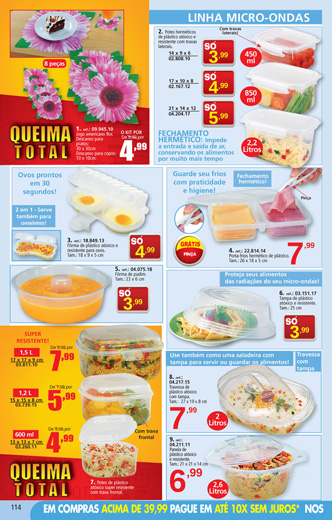 LINHA MICRO-ONDAS
8 peças
1. ref.: 09.945.10
Jogo americano flor.
Descanso para
pratos:
30 x 30cm.
Descanso para copos:
10 x 10cm.
O KIT POR
4,99
QUEIMA
TOTAL
2. Potes herméticos
de plástico atóxico e
resistente com travas
laterais.
Com travas
laterais!
14 x 9 x 6
02.808.10
SÓ
3,99
450
ml
17 x 10 x 8
02.167.12
SÓ
4,99
850
ml
21 x 14 x 12
04.204.17
SÓ
5,99
2,2
Litros
FECHAMENTO
HERMÉTICO: Impede
a entrada e saída de ar,
conservando os alimentos
por muito mais tempo
Ovos prontos
em 30
segundos!
2 em 1 - Serve
também para
omeletes!
3. ref.: 18.849.13
Fôrma de plástico atóxico e
resistente para ovos.
Tam.: 18 x 9 x 5 cm
SÓ
4,99
Guarde seu frios
com praticidade
e higiene!
Fechamento
hermético!
Pinça
GRÁTIS
PINÇA
4. ref.: 22.814.14
Porta-frios hermético de plástico.
Tam.: 26 x 18 x 5 cm
7,99
5. ref.: 04.075.18
Fôrma de pudim.
Tam.: 23 x 6 cm
SÓ
3,99
Proteja seus alimentos
das radiações do seu micro-ondas!
6. ref.: 03.151.17
Tampa de plástico
atóxico e resistente.
Tam.: 25 cm
SÓ
3,99
SUPER
RESISTENTE!
1,5 L
17 x 17 x 9 cm
03.811.10
7,99
1,2 L
15 x 15 x 8 cm
03.739.15
5,99
600 ml
13 x 13 x 7 cm
03.260.11
4,99
Com trava
frontal
7. Potes de plástico
atóxico super resistente
com trava frontal.
QUEIMA
TOTAL
Use também como uma saladeira com
tampa para servir ou guardar os alimentos!
Travessa
com
tampa
8. ref.:
04.217.15
Travessa de
plástico atóxico
com tampa.
Tam.: 27 x 19 x 8 cm
7,99
2
Litros
9. ref.:
04.211.11
Panela de
plástico atóxico
e resistente.
Tam.: 21 x 21 x 14 cm
6,99
2,6
Litros
114
EM COMPRAS ACIMA DE 39,99 PAGUE EM ATÉ 10X SEM JUROS* NOS